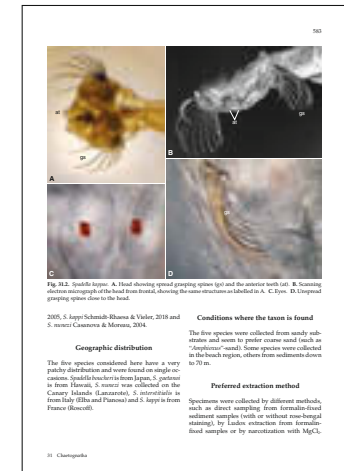 583
at
gs
A
at
gs
B
C
gs
D
Fig. 31.2. Spadella kappae. A. Head showing spread grasping spines (gs) and the anterior teeth (at). B. Scanning
electron micrograph of the head from frontal, showing the same structures as labelled in A. C. Eyes. D. Unspread
grasping spines close to the head.
2005, S. kappi Schmidt-Rhaesa & Vieler, 2018 and
S. nunezi Casanova & Moreau, 2004.
Geographic distribution
The five species considered here have a very
patchy distribution and were found on single oc-
casions. Spadella boucheri is from Japan, S. gaetanoi
is from Hawaii, S. nunezi was collected on the
Canary Islands (Lanzarote), S. interstitialis is
from Italy (Elba and Pianosa) and S. kappi is from
France (Roscoff).
Conditions where the taxon is found
The five species were collected from sandy sub-
strates and seem to prefer coarse sand (such as
"Amphioxus"-sand). Some species were collected
in the beach region, others from sediments down
to 70 m.
Preferred extraction method
Specimens were collected by different methods,
such as direct sampling from formalin-fixed
sediment samples (with or without rose-bengal
staining), by Ludox extraction from formalin-
fixed samples or by narcotization with MgCl₂,
31 Chaetognatha